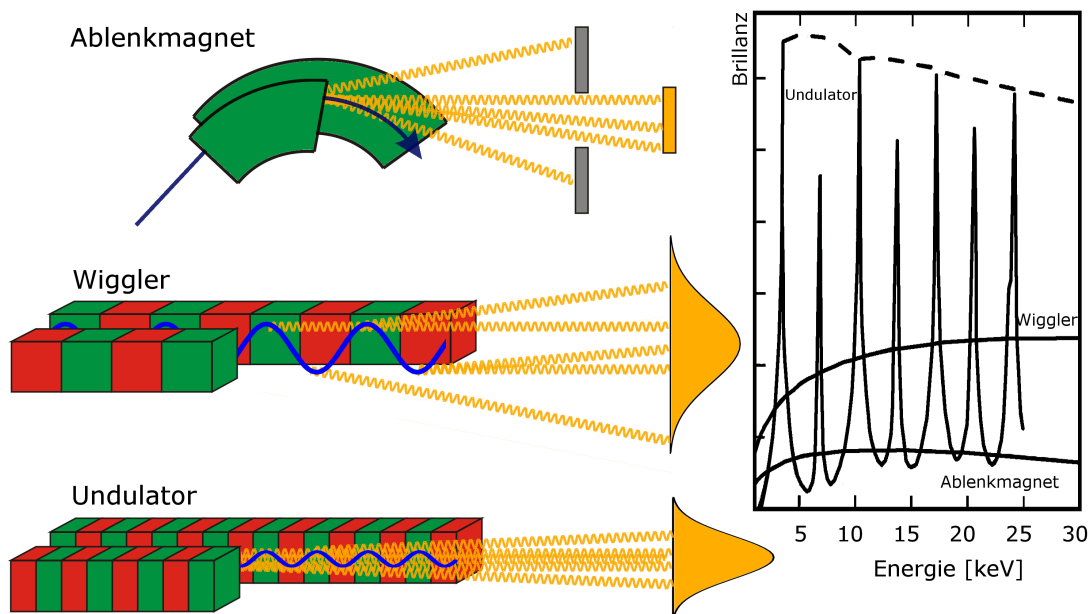 Ablenkmagnet
Wiggler
Undulator
Brillanz
Undulator
Wiggler
Ablenkmagnet
5 10 15 20 25 30
Energie [keV]